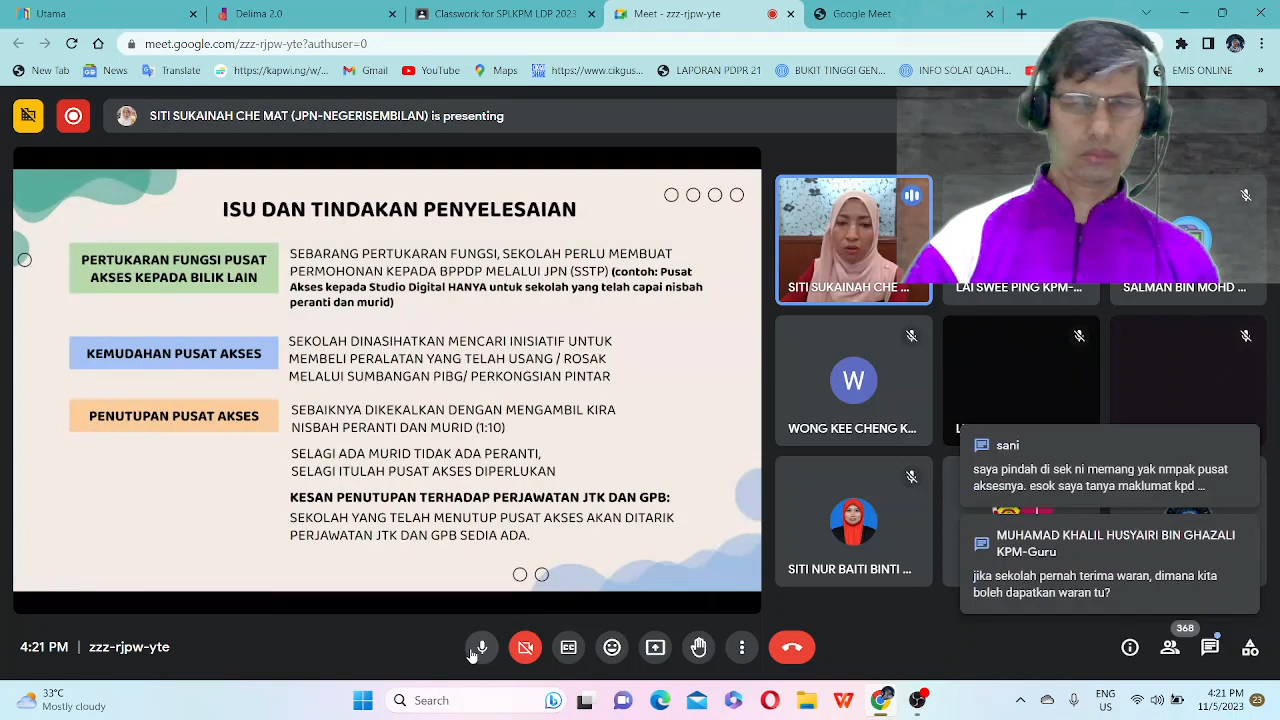 Utama
Delima 2.0
Classwork for SPLKPM LDP 2023
Meet - zzz-rjpw-yte
Google Meet
meet.google.com/zzz-rjpw-yte?authuser=0
New Tab
Google News
https://kapwing/w...
Gmail
YouTube
Maps
https://www.cikgus...
LAPORAN PDPR 21
BUKIT TINGGI GEN...
INFO SOLAT QADH...
EMIS ONLINE
SITI SUKAINAH CHE MAT (JPN-NEGERISEMBILAN) is presenting
ISU DAN TINDAKAN PENYELESAIAN
PERTUKARAN FUNGSI PUSAT
AKSES KEPADA BILIK LAIN
SEBARANG PERTUKARAN FUNGSI, SEKOLAH PERLU MEMBUAT
PERMOHONAN KEPADA BPPDP MELALUI JPN (SSTP) (contoh: Pusat
Akses kepada Studio Digital HANYA untuk sekolah yang telah capai nisbah
peranti dan murid)
KEMUDAHAN PUSAT AKSES
SEKOLAH DINASIHATKAN MENCARI INISIATIF UNTUK
MEMBELI PERALATAN YANG TELAH USANG / ROSAK
MELALUI SUMBANGAN PIBG/ PERKONGSIAN PINTAR
PENUTUPAN PUSAT AKSES
SEBAIKNYA DIKEKALKAN DENGAN MENGAMBIL KIRA
NISBAH PERANTI DAN MURID (1:10)
SELAGI ADA MURID TIDAK ADA PERANTI,
SELAGI ITULAH PUSAT AKSES DIPERLUKAN
KESAN PENUTUPAN TERHADAP PERJAWATAN JTK DAN GPB:
SEKOLAH YANG TELAH MENUTUP PUSAT AKSES AKAN DITARIK
PERJAWATAN JTK DAN GPB SEDIA ADA.
SITI SUKAINAH CHE ...
LAI SWEE PING KPM-...
SALMAN BIN MOHD ...
W
WONG KEE CHENG K...
SITI NUR BAITI BINTI ...
sani
saya pindah di sek ni memang yak nmpak pusat
aksesnya. esok saya tanya maklumat kpd ...
MUHAMAD KHALIL HUSYAIRI BIN GHAZALI
KPM-Guru
jika sekolah pernah terima waran, dimana kita
boleh dapatkan waran tu?
368
4:21 PM | zzz-rjpw-yte
33°C
Mostly cloudy
Search
ENG
US
4:21 PM
11/5/2023
23